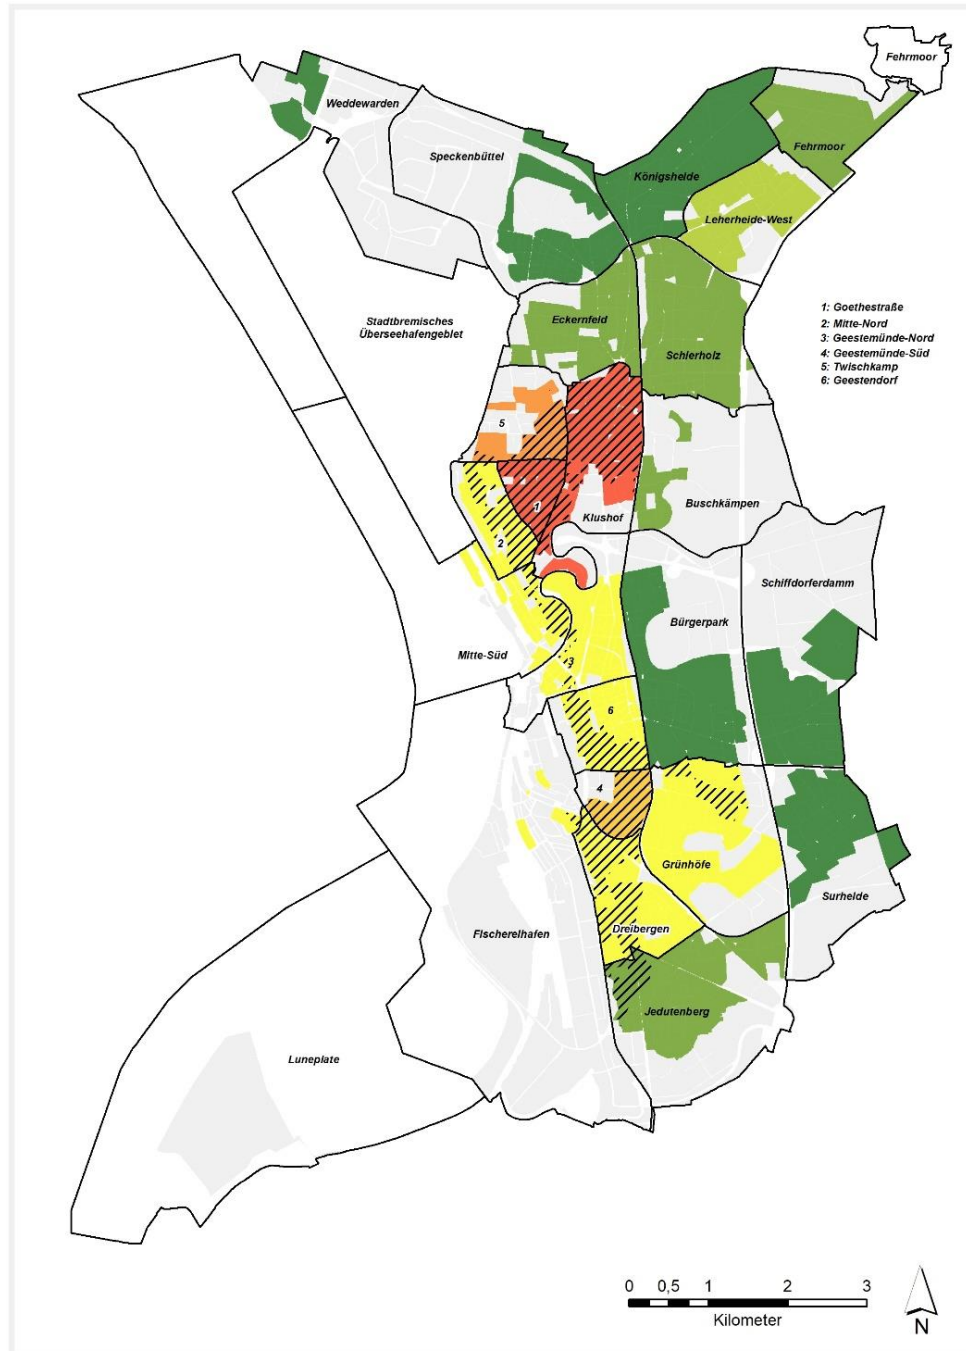 Fehrmoor
Weddewarden
Speckenbüttel
Fehrmoor
Königsheide
Leherheide-West
Stadtbremisches
Überseehafengebiet
Eckernfeld
Schierholz
1: Goethestraße
2: Mitte-Nord
3: Geestemünde-Nord
4: Geestemünde-Süd
5: Twischkamp
6: Geestendorf
5
1
Klushof
Buschkämpen
2
Schiffdorferdamm
Bürgerpark
Mitte-Süd
3
6
4
Grünhöfe
Surheide
Fischereihafen
Dreibergen
Jedutenberg
Luneplate
0 0,5 1 2 3
Kilometer
N